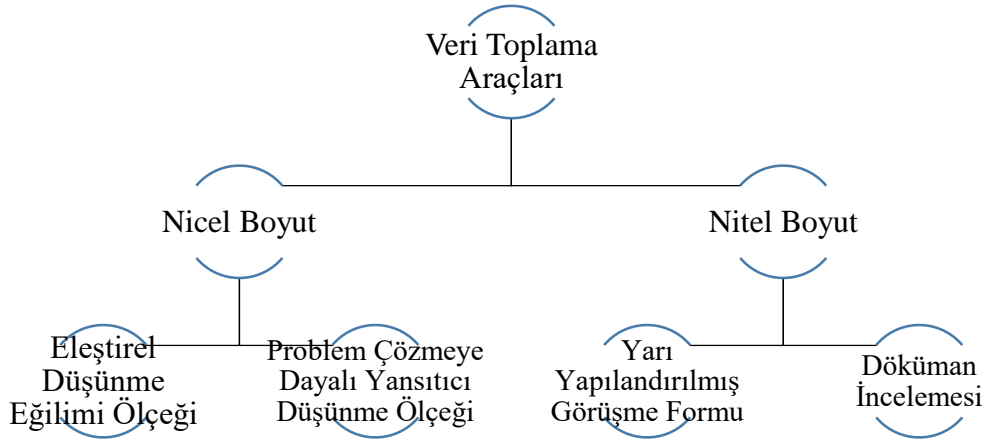 Veri Toplama
Araçları
Nicel Boyut
Nitel Boyut
Eleştirel
Düşünme
Eğilimi Ölçeği
Problem Çözmeye
Dayalı Yansıtıcı
Düşünme Ölçeği
Yarı
Yapılandırılmış
Görüşme Formu
Döküman
İncelemesi